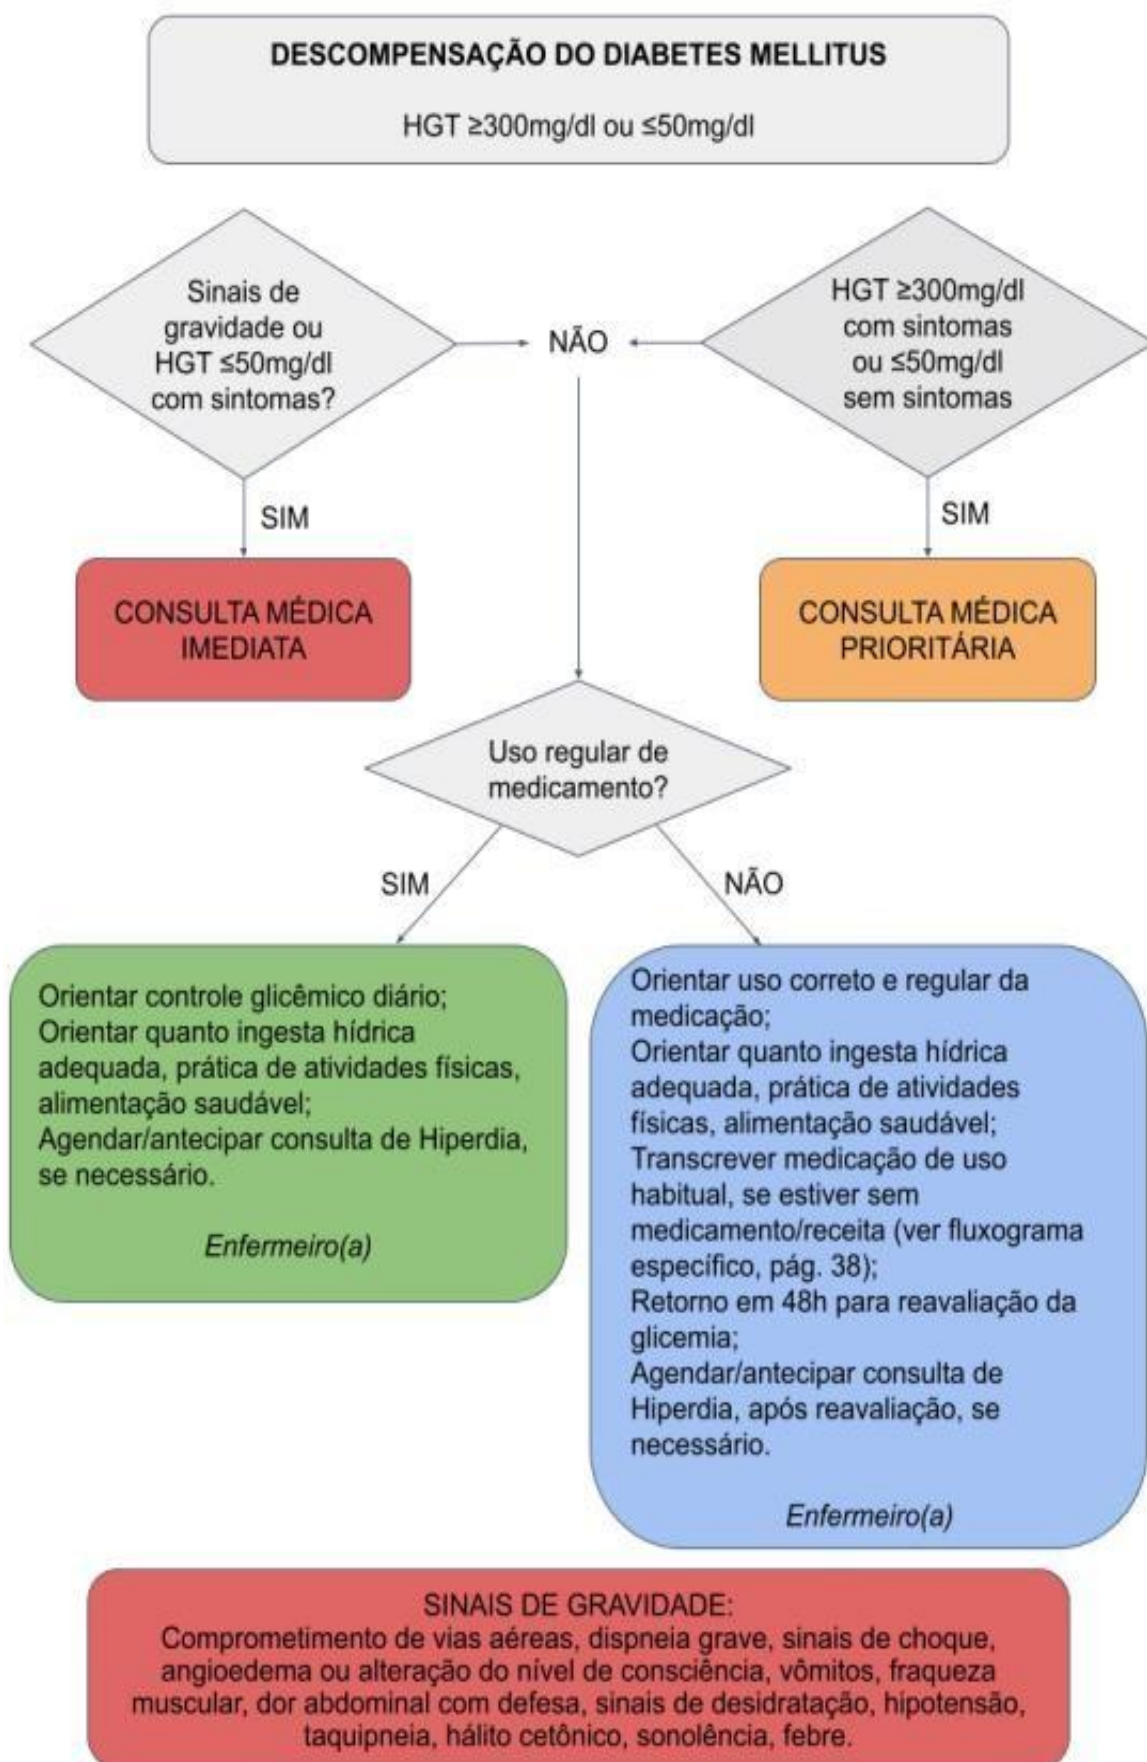 DESCOMPENSAÇÃO DO DIABETES MELLITUS
HGT ≥300mg/dl ou ≤50mg/dl
Sinais de
gravidade ou
HGT ≤50mg/dl
com sintomas?
NÃO
HGT ≥300mg/dl
com sintomas
ou ≤50mg/dl
sem sintomas
SIM
SIM
CONSULTA MÉDICA
IMEDIATA
CONSULTA MÉDICA
PRIORITÁRIA
Uso regular de
medicamento?
SIM
NÃO
Orientar controle glicêmico diário;
Orientar quanto ingesta hídrica
adequada, prática de atividades físicas,
alimentação saudável;
Agendar/antecipar consulta de Hiperdia,
se necessário.
Enfermeiro(a)
Orientar uso correto e regular da
medicação;
Orientar quanto ingesta hídrica
adequada, prática de atividades
físicas, alimentação saudável;
Transcrever medicação de uso
habitual, se estiver sem
medicamento/receita (ver fluxograma
específico, pág. 38);
Retorno em 48h para reavaliação da
glicemia;
Agendar/antecipar consulta de
Hiperdia, após reavaliação, se
necessário.
Enfermeiro(a)
SINAIS DE GRAVIDADE:
Comprometimento de vias aéreas, dispneia grave, sinais de choque,
angioedema ou alteração do nível de consciência, vômitos, fraqueza
muscular, dor abdominal com defesa, sinais de desidratação, hipotensão,
taquipneia, hálito cetônico, sonolência, febre.